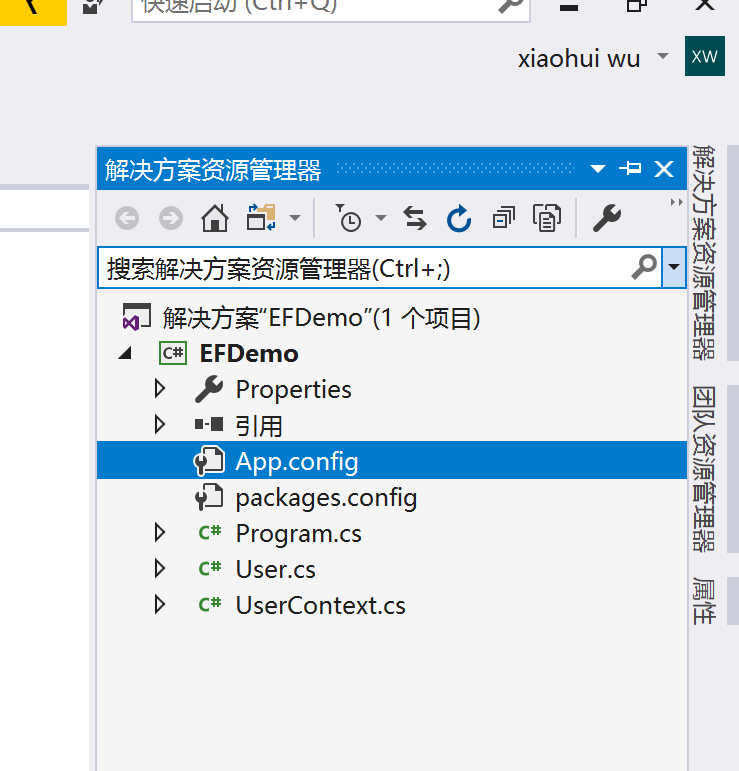 快速启动 (Ctrl+Q)
xiaohui wu
XW
解决方案资源管理器
搜索解决方案资源管理器(Ctrl+;)
解决方案“EFDemo”(1 个项目)
C# EFDemo
Properties
引用
App.config
packages.config
C# Program.cs
C# User.cs
C# UserContext.cs
解决方案资源管理器
团队资源管理器
属性